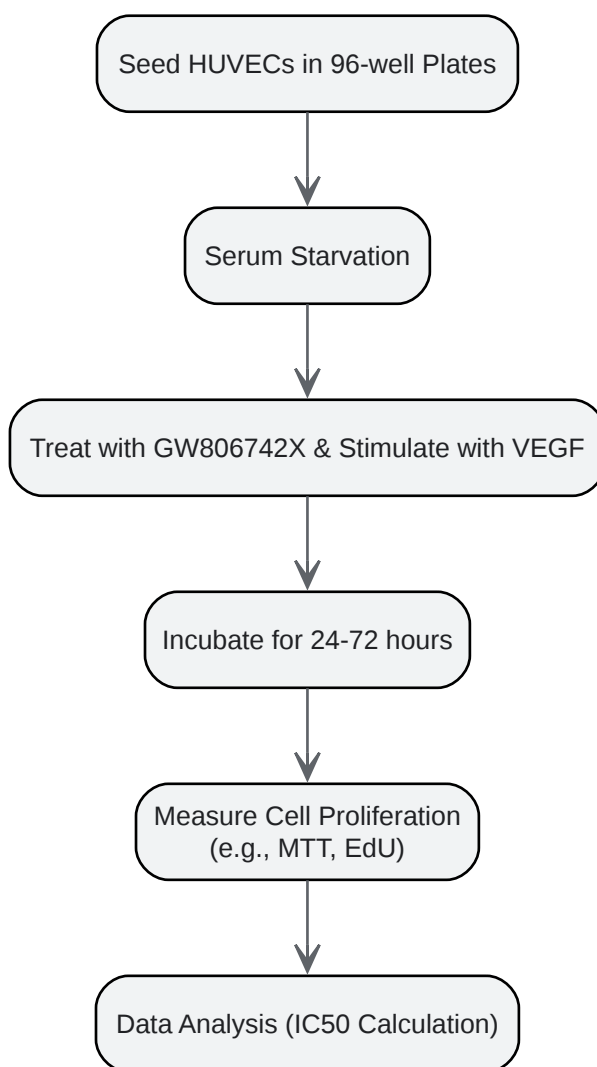 Seed HUVECs in 96-well Plates
Serum Starvation
Treat with GW806742X & Stimulate with VEGF
Incubate for 24-72 hours
Measure Cell Proliferation
(e.g., MTT, EdU)
Data Analysis (IC50 Calculation)